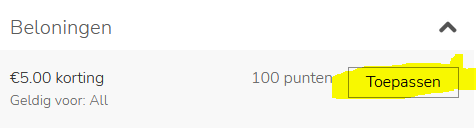 Beloningen
€5.00 korting 100 punten Toepassen
Geldig voor: All